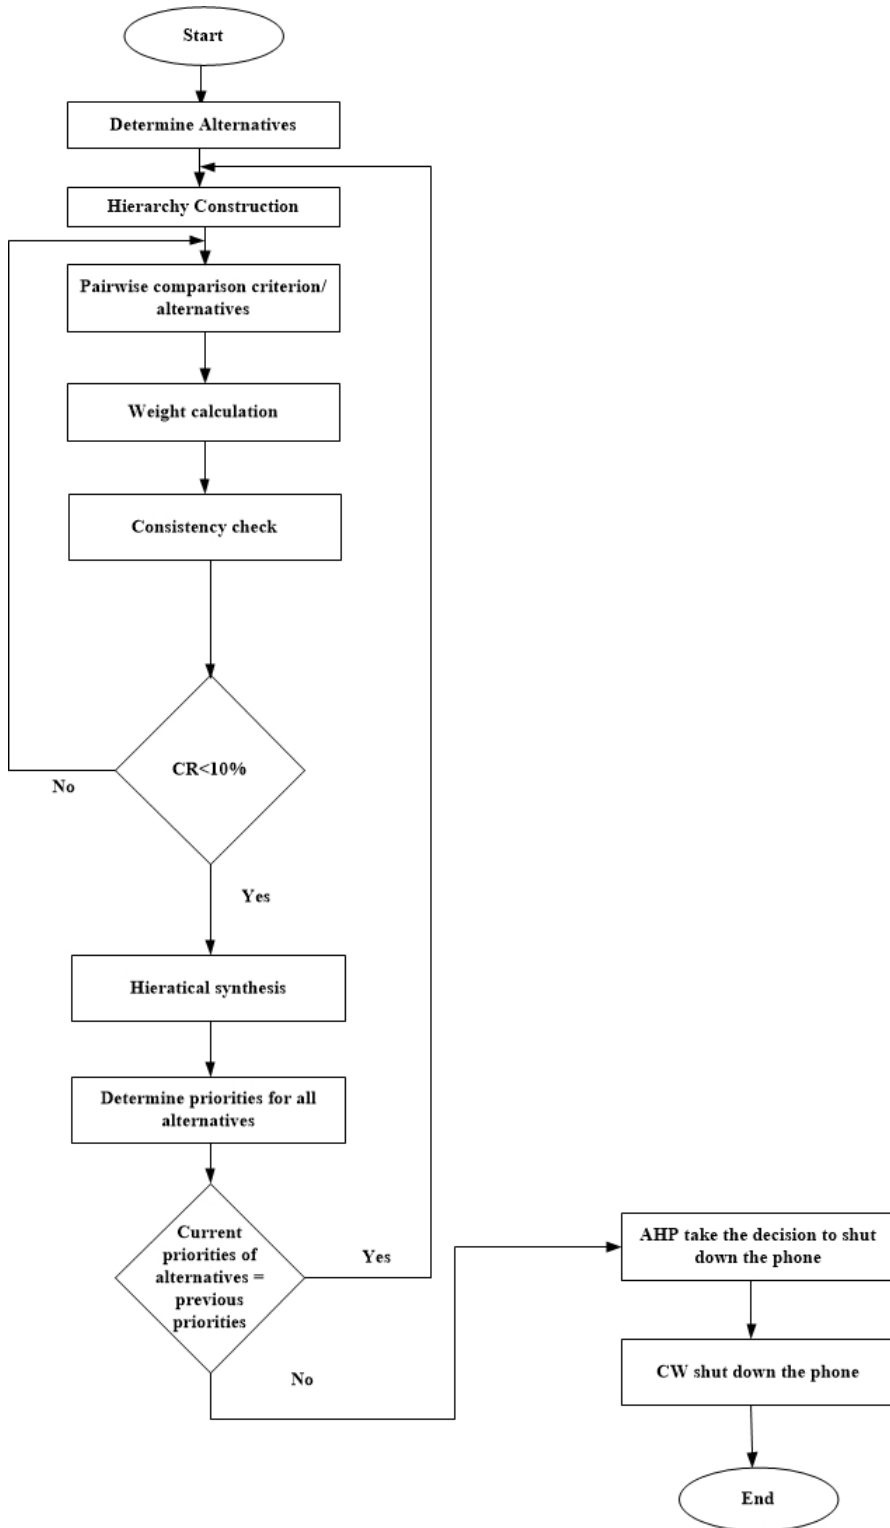 Start
Determine Alternatives
Hierarchy Construction
Pairwise comparison criterion/
alternatives
Weight calculation
Consistency check
CR<10%
No
Yes
Hieratical synthesis
Determine priorities for all
alternatives
Current
priorities of
alternatives =
previous
priorities
Yes
No
AHP take the decision to shut
down the phone
CW shut down the phone
End